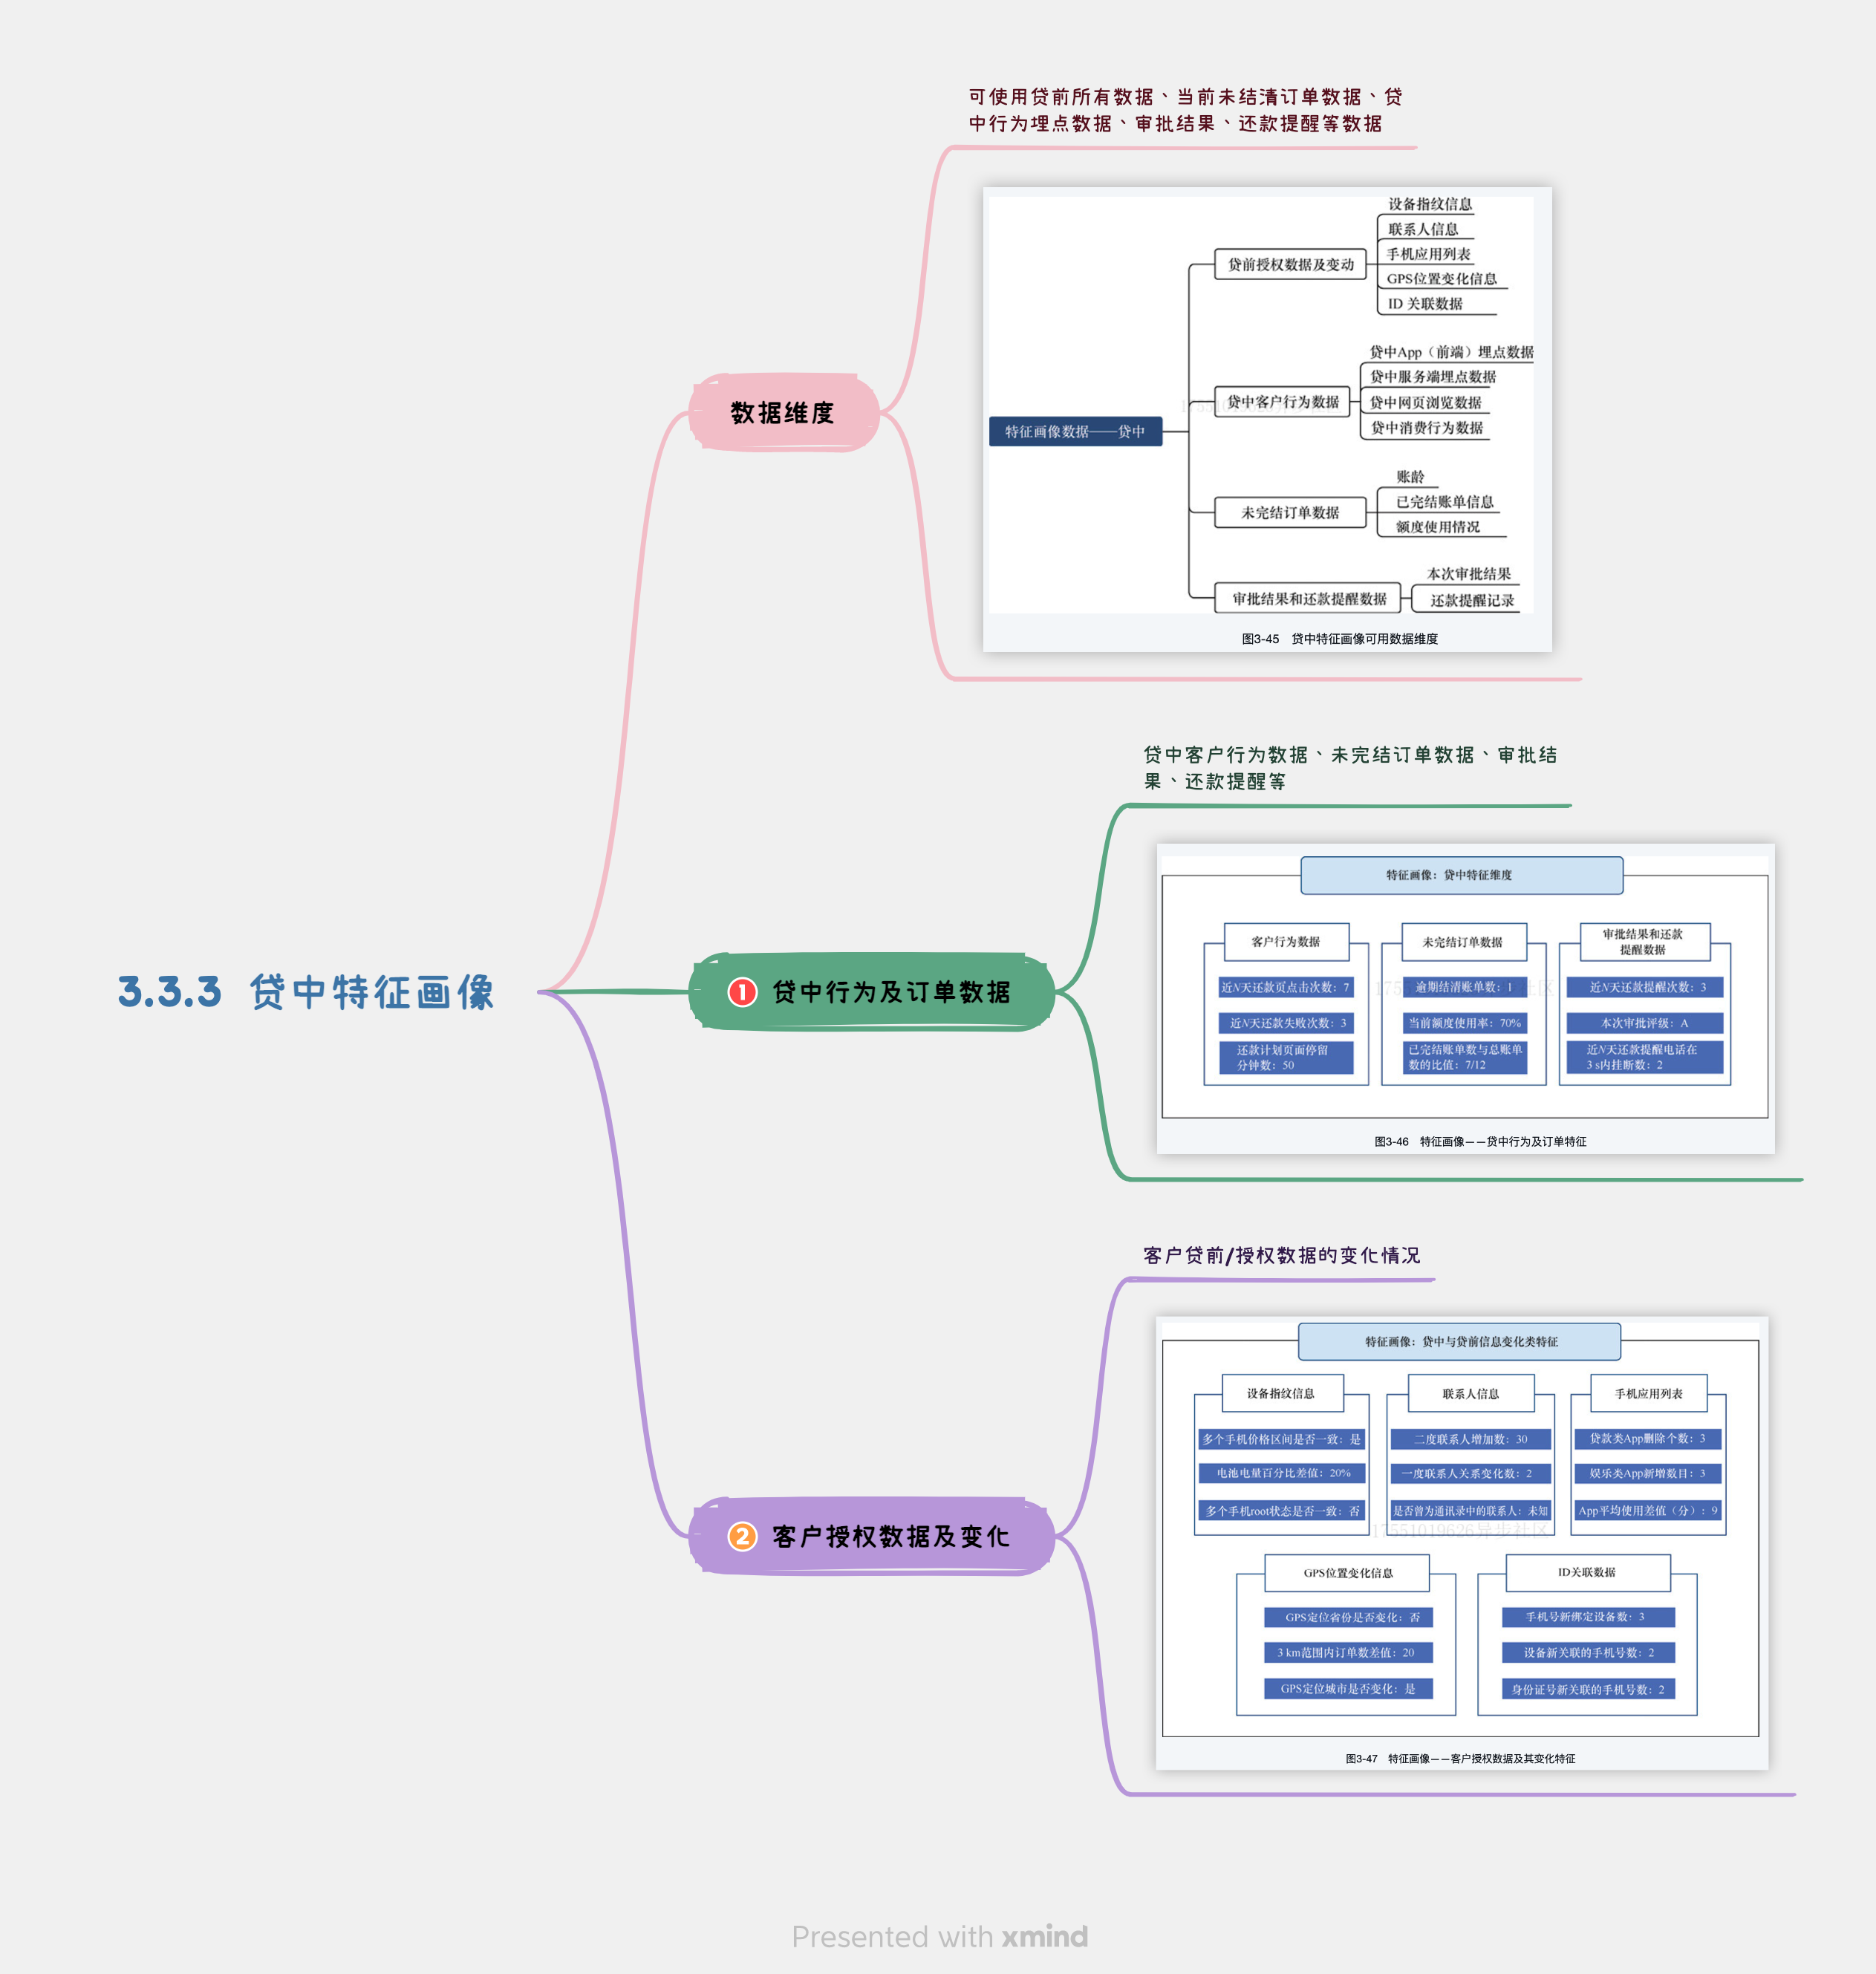 3.3.3 贷中特征画像
数据维度
可使用贷前所有数据、当前未结清订单数据、贷
中行为埋点数据、审批结果、还款提醒等数据
特征画像数据——贷中
贷前授权数据及变动
设备指纹信息
联系人信息
手机应用列表
GPS位置变化信息
ID 关联数据
贷中客户行为数据
贷中App（前端）埋点数据
贷中服务端埋点数据
贷中网页浏览数据
贷中消费行为数据
未完结订单数据
账龄
已完结账单信息
额度使用情况
审批结果和还款提醒数据
本次审批结果
还款提醒记录
图3-45 贷中特征画像可用数据维度
1 贷中行为及订单数据
贷中客户行为数据、未完结订单数据、审批结
果、还款提醒等
特征画像：贷中特征维度
客户行为数据
近N天还款页点击次数：7
近N天还款失败次数：3
还款计划页面停留
分钟数：50
未完结订单数据
逾期结清账单数：1
当前额度使用率：70%
已完结账单数与总账单
数的比值：7/12
审批结果和还款
提醒数据
近N天还款提醒次数：3
本次审批评级：A
近N天还款提醒电话在
3 s内挂断数：2
图3-46 特征画像——贷中行为及订单特征
2 客户授权数据及变化
客户贷前/授权数据的变化情况
特征画像：贷中与贷前信息变化类特征
设备指纹信息
多个手机价格区间是否一致：是
电池电量百分比差值：20%
多个手机root状态是否一致：否
联系人信息
二度联系人增加数：30
一度联系人关系变化数：2
是否曾为通讯录中的联系人：未知
手机应用列表
贷款类App删除个数：3
娱乐类App新增数目：3
App平均使用差值（分）：9
17551019626异步社区
GPS位置变化信息
GPS定位省份是否变化：否
3 km范围内订单数差值：20
GPS定位城市是否变化：是
ID关联数据
手机号新绑定设备数：3
设备新关联的手机号数：2
身份证号新关联的手机号数：2
图3-47 特征画像——客户授权数据及其变化特征
Presented with xmind